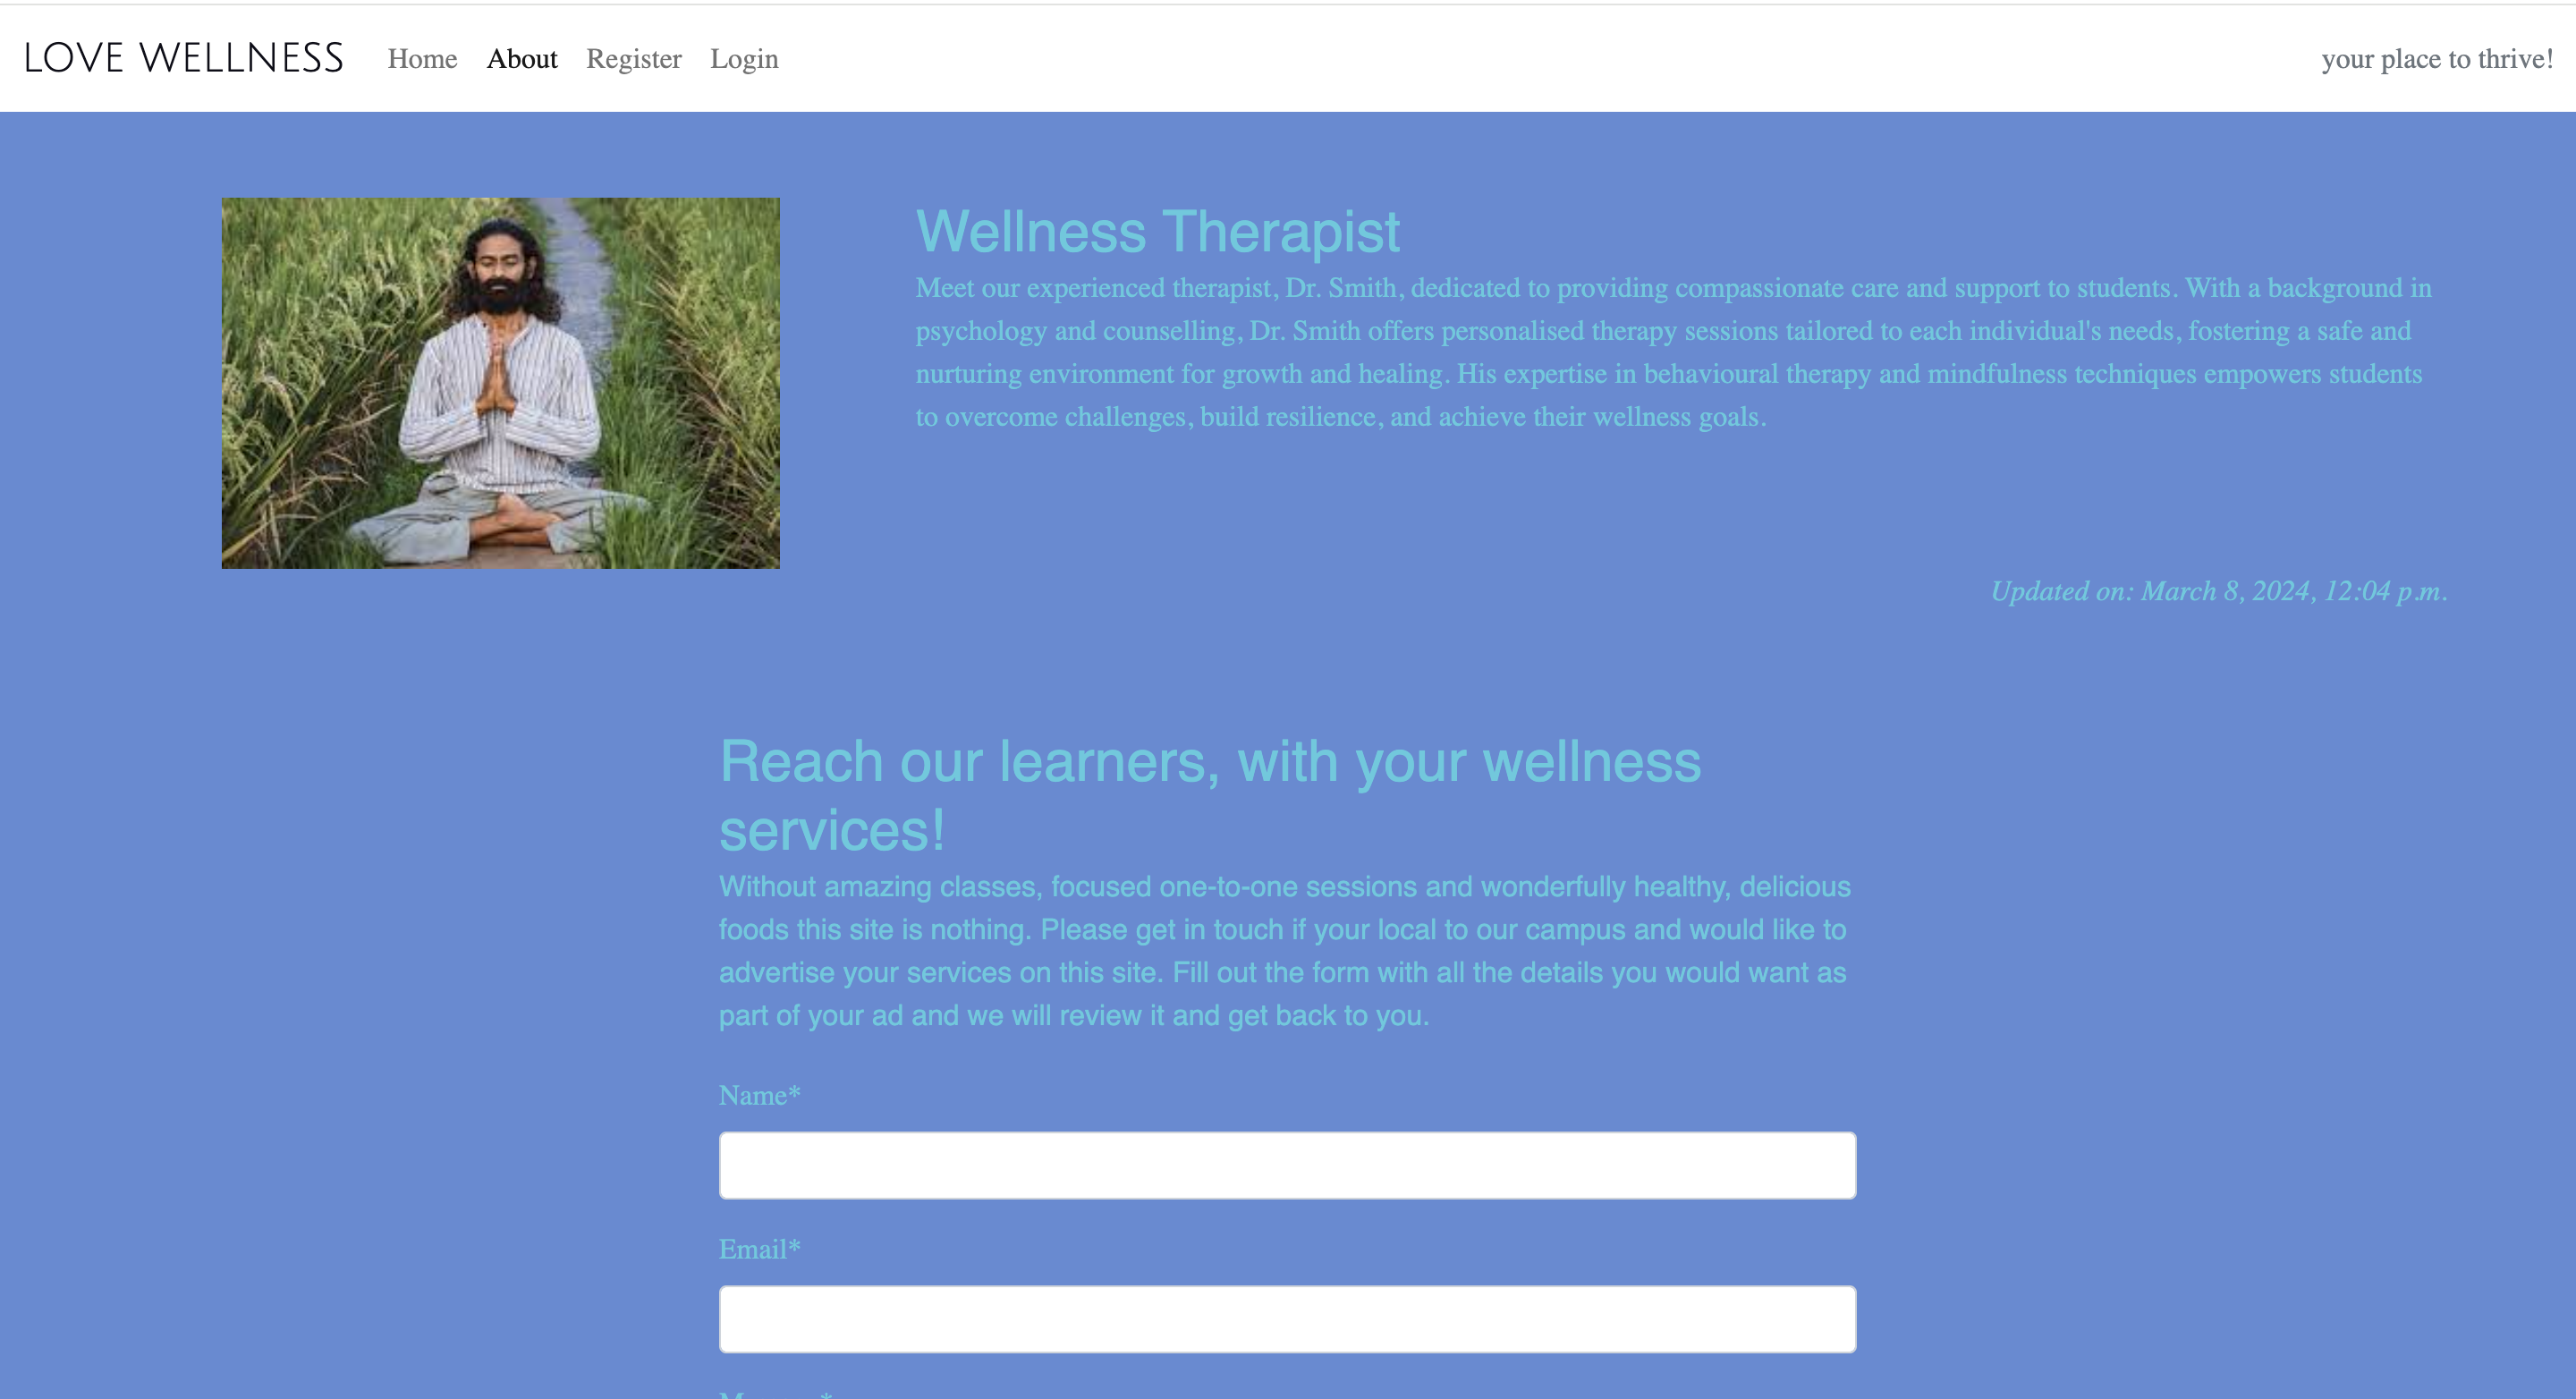 LOVE WELLNESS Home About Register Login your place to thrive!
Wellness Therapist
Meet our experienced therapist, Dr. Smith, dedicated to providing compassionate care and support to students. With a background in
psychology and counselling, Dr. Smith offers personalised therapy sessions tailored to each individual's needs, fostering a safe and
nurturing environment for growth and healing. His expertise in behavioural therapy and mindfulness techniques empowers students
to overcome challenges, build resilience, and achieve their wellness goals.
Updated on: March 8, 2024, 12:04 p.m.
Reach our learners, with your wellness
services!
Without amazing classes, focused one-to-one sessions and wonderfully healthy, delicious
foods this site is nothing. Please get in touch if your local to our campus and would like to
advertise your services on this site. Fill out the form with all the details you would want as
part of your ad and we will review it and get back to you.
Name*
Email*